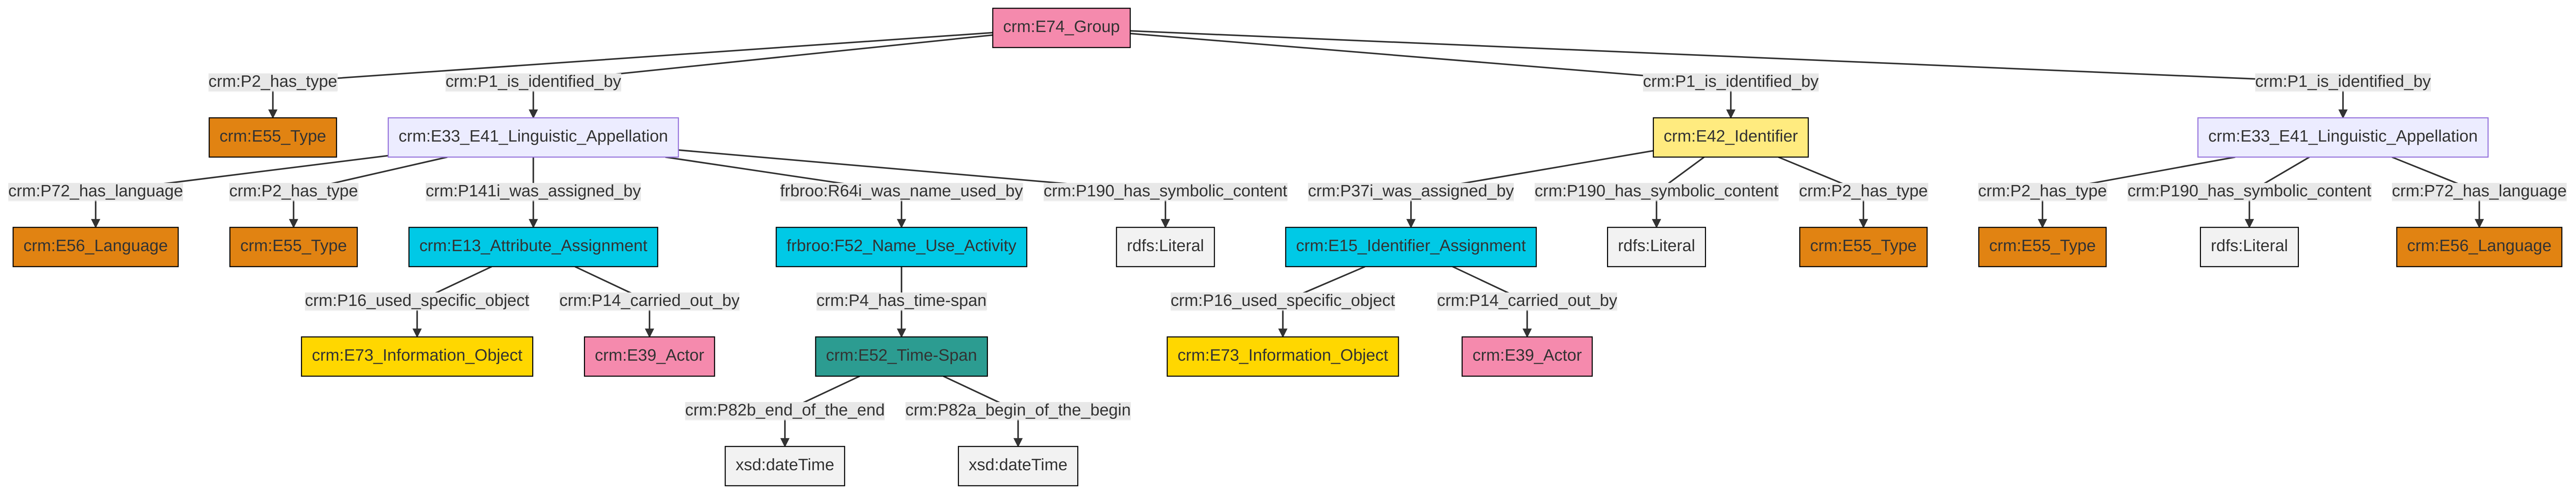 crm:E74_Group
crm:P2_has_type
crm:P1_is_identified_by
crm:P1_is_identified_by
crm:P1_is_identified_by
crm:E55_Type
crm:E33_E41_Linguistic_Appellation
crm:E42_Identifier
crm:E33_E41_Linguistic_Appellation
crm:P72_has_language
crm:P2_has_type
crm:P141i_was_assigned_by
frbroo:R64i_was_name_used_by
crm:P190_has_symbolic_content
crm:P37i_was_assigned_by
crm:P190_has_symbolic_content
crm:P2_has_type
crm:P2_has_type
crm:P190_has_symbolic_content
crm:P72_has_language
crm:E56_Language
crm:E55_Type
crm:E13_Attribute_Assignment
frbroo:F52_Name_Use_Activity
rdfs:Literal
crm:E15_Identifier_Assignment
rdfs:Literal
crm:E55_Type
crm:E55_Type
rdfs:Literal
crm:E56_Language
crm:P16_used_specific_object
crm:P14_carried_out_by
crm:P4_has_time-span
crm:P16_used_specific_object
crm:P14_carried_out_by
crm:E73_Information_Object
crm:E39_Actor
crm:E52_Time-Span
crm:E73_Information_Object
crm:E39_Actor
crm:P82b_end_of_the_end
crm:P82a_begin_of_the_begin
xsd:dateTime
xsd:dateTime